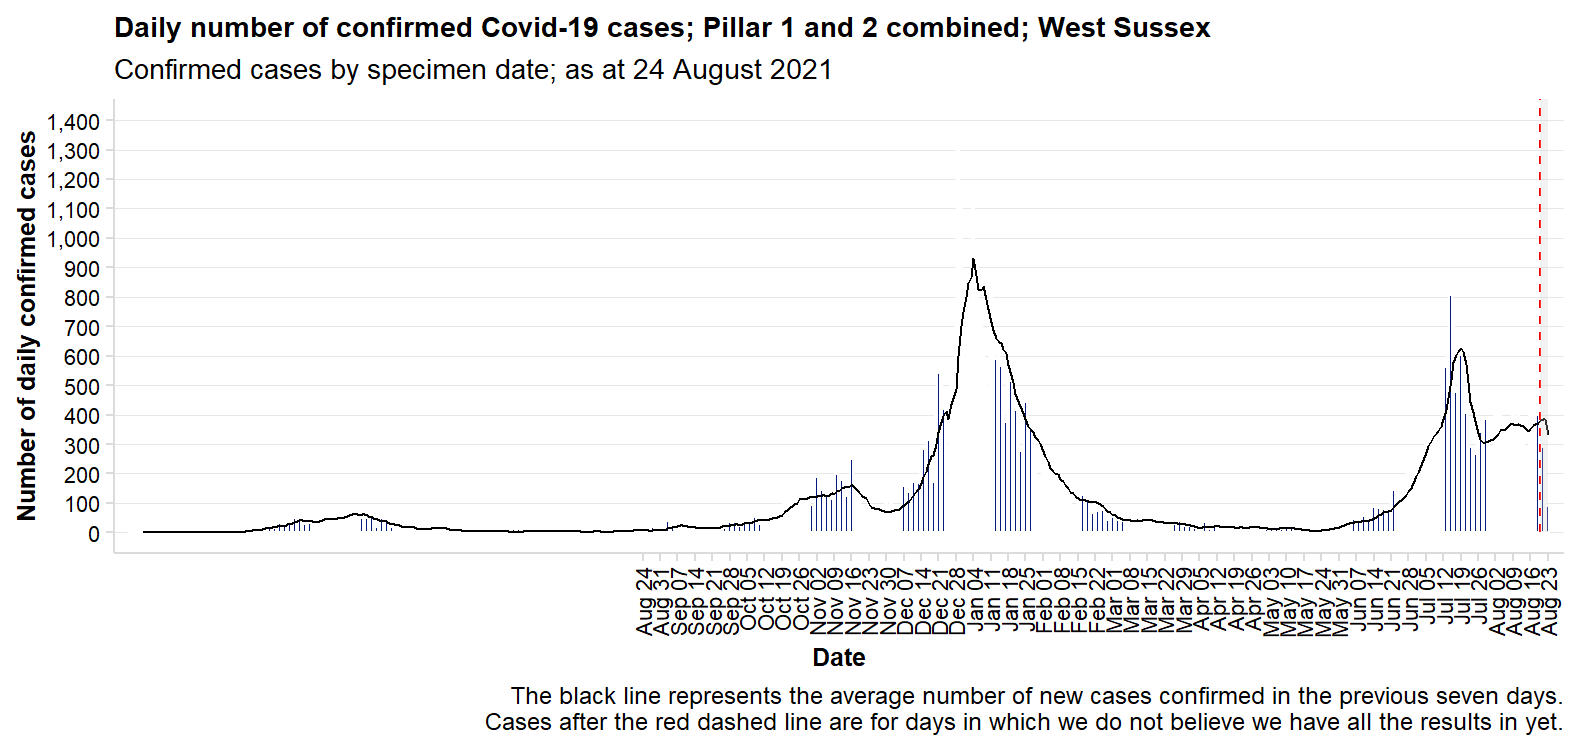 Daily number of confirmed Covid-19 cases; Pillar 1 and 2 combined; West Sussex
Confirmed cases by specimen date; as at 24 August 2021
Number of daily confirmed cases
1,400
1,300
1,200
1,100
1,000
900
800
700
600
500
400
300
200
100
0
Aug 24
Aug 31
Sep 07
Sep 14
Sep 21
Sep 28
Oct 05
Oct 12
Oct 19
Oct 26
Nov 02
Nov 09
Nov 16
Nov 23
Nov 30
Dec 07
Dec 14
Dec 21
Dec 28
Jan 04
Jan 11
Jan 18
Jan 25
Feb 01
Feb 08
Feb 15
Feb 22
Mar 01
Mar 08
Mar 15
Mar 22
Mar 29
Apr 05
Apr 12
Apr 19
Apr 26
May 03
May 10
May 17
May 24
May 31
Jun 07
Jun 14
Jun 21
Jun 28
Jul 05
Jul 12
Jul 19
Jul 26
Aug 02
Aug 09
Aug 16
Aug 23
Date
The black line represents the average number of new cases confirmed in the previous seven days.
Cases after the red dashed line are for days in which we do not believe we have all the results in yet.